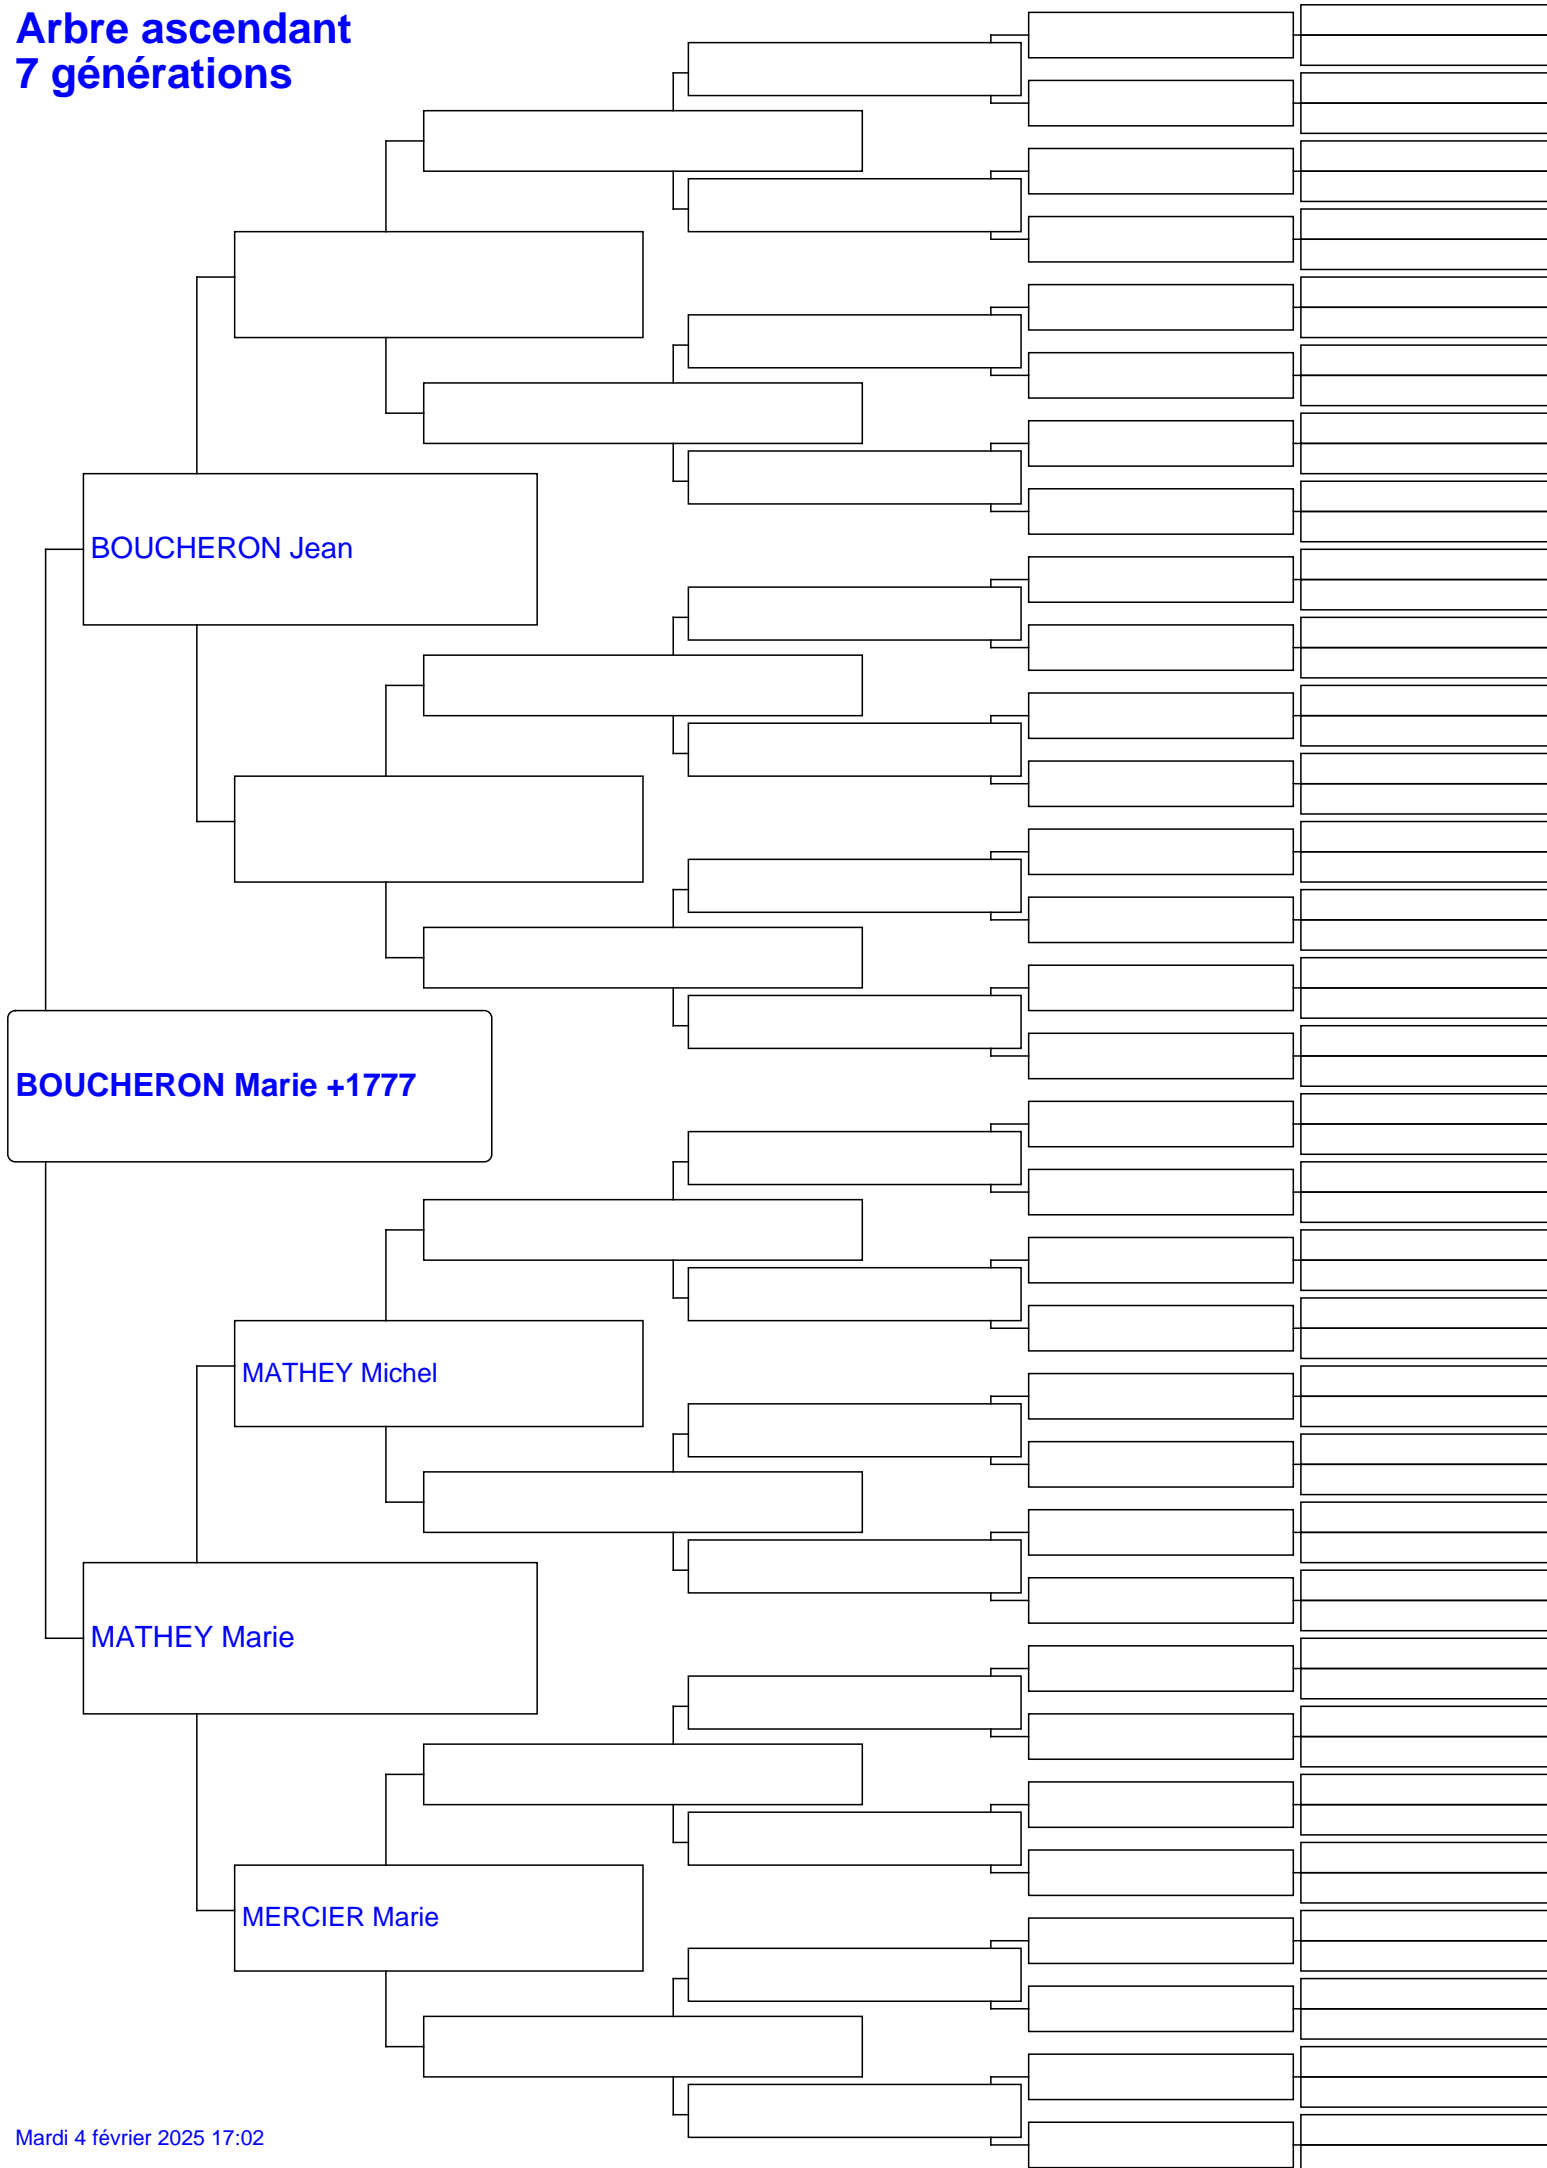 Arbre ascendant
7 générations
BOUCHERON Jean
BOUCHERON Marie +1777
MATHEY Michel
MATHEY Marie
MERCIER Marie
Mardi 4 février 2025 17:02